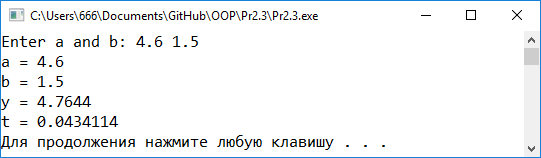 C:\Users\666\Documents\GitHub\OOP\Pr2.3\Pr2.3.exe
Enter a and b: 4.6 1.5
a = 4.6
b = 1.5
y = 4.7644
t = 0.0434114
Для продолжения нажмите любую клавишу . . .